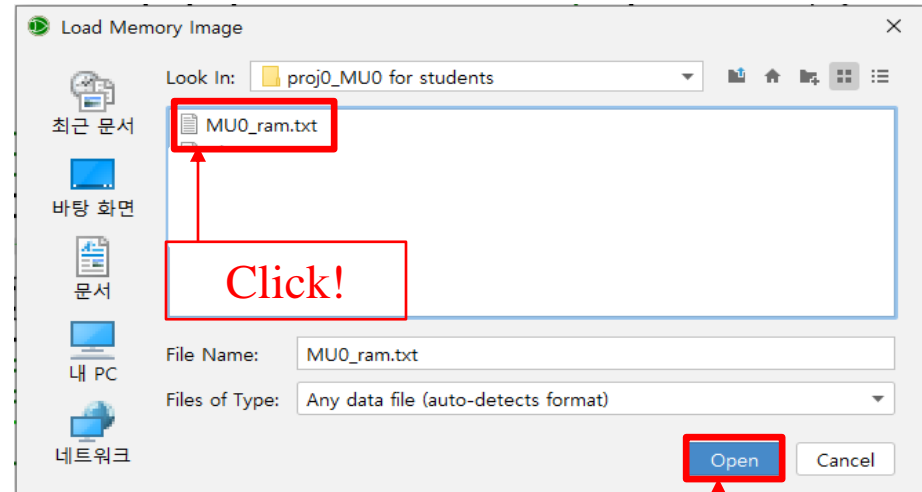 Load Memory Image
Look In: proj0_MU0 for students
최근 문서
바탕 화면
문서
내 PC
네트워크
MU0_ram.txt
Click!
File Name: MU0_ram.txt
Files of Type: Any data file (auto-detects format)
Open Cancel